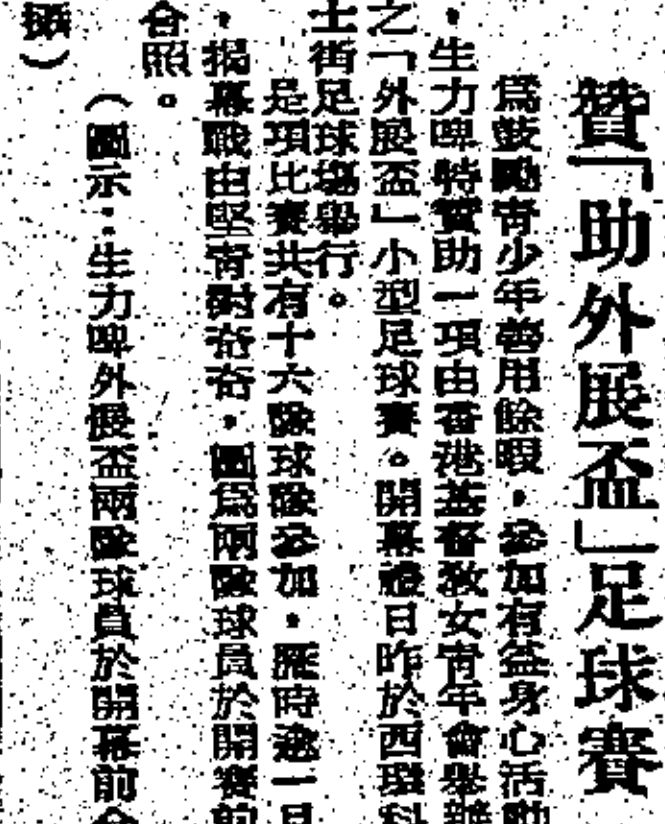 贊「助外展盃」足球賽
為鼓勵青少年善用餘暇，參加有益身心活動
，生力啤特贊助一項由香港基督教女青年會舉辦
之「外展盃」小型足球賽。開幕禮日昨於西環科
士街足球場舉行。
是項比賽共有十六隊球隊參加，歷時逾一月
，揭幕戰由堅青對奇奇，圖為兩隊球員於開賽前
合照。
（圖示：生力啤外展盃兩隊球員於開幕前合
攝）